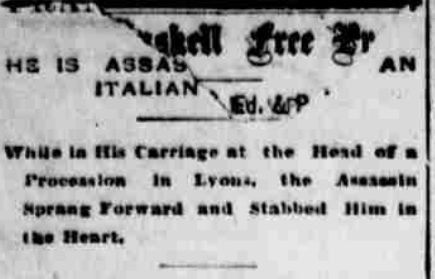 skell Free Pr
HE IS ASSAS AN
ITALIAN
Ed. & P
While in His Carriage at the Head of a
Procession in Lyons, the Assassin
Sprang Forward and Stabbed Him in
the Heart.